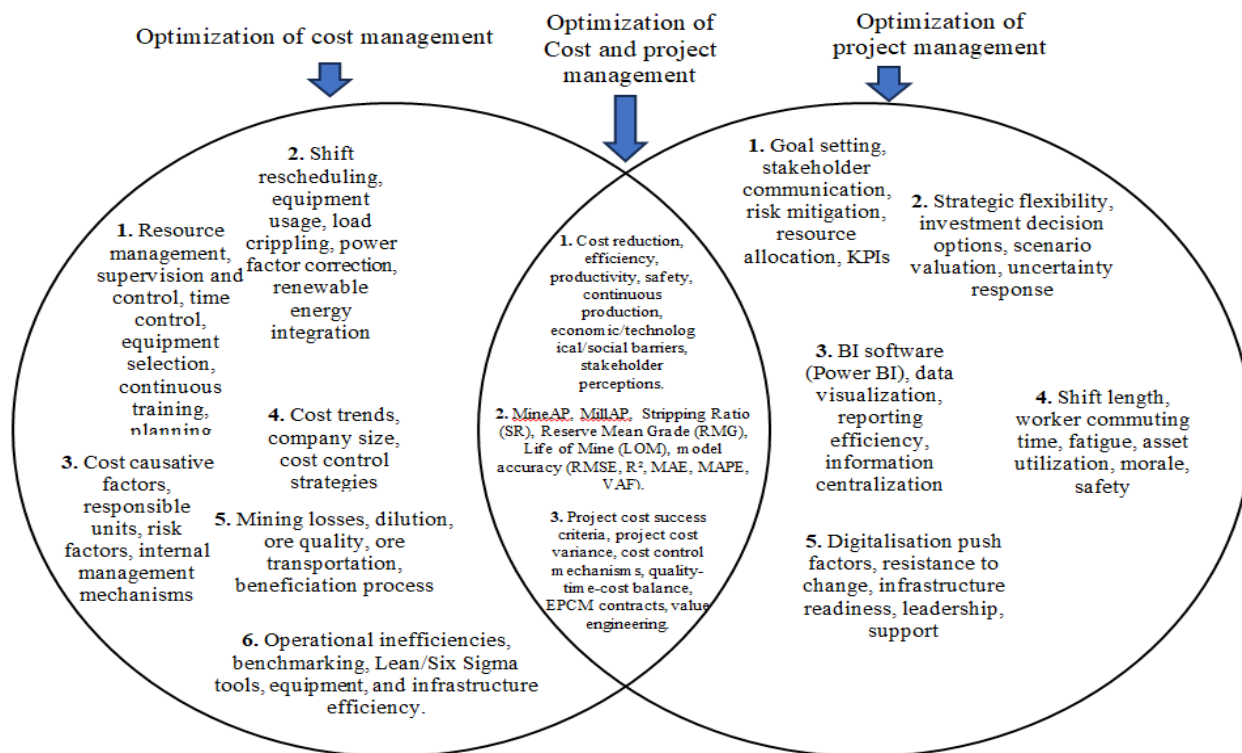 Optimization of cost management
Optimization of
Cost and project
management
Optimization of
project management
1. Resource
management,
supervision and
control, time
control,
equipment
selection,
continuous
training,
planning
2. Shift
rescheduling,
equipment
usage, load
crippling, power
factor correction,
renewable
energy
integration
3. Cost causative
factors,
responsible
units, risk
factors, internal
management
mechanisms
4. Cost trends,
company size,
cost control
strategies
5. Mining losses, dilution,
ore quality, ore
transportation,
beneficiation process
6. Operational inefficiencies,
benchmarking, Lean/Six Sigma
tools, equipment, and infrastructure
efficiency.
1. Cost reduction,
efficiency,
productivity, safety,
continuous
production,
economic/technolog
ical/social barriers,
stakeholder
perceptions.
2. MineAP, MillAP, Stripping Ratio
(SR), Reserve Mean Grade (RMG),
Life of Mine (LOM), model
accuracy (RMSE, R², MAE, MAPE,
VAF).
3. Project cost success
criteria, project cost
variance, cost control
mechanisms, quality-
time-cost balance,
EPCM contracts, value
engineering.
1. Goal setting,
stakeholder
communication,
risk mitigation,
resource
allocation, KPIs
2. Strategic flexibility,
investment decision
options, scenario
valuation, uncertainty
response
3. BI software
(Power BI), data
visualization,
reporting
efficiency,
information
centralization
4. Shift length,
worker commuting
time, fatigue, asset
utilization, morale,
safety
5. Digitalisation push
factors, resistance to
change, infrastructure
readiness, leadership,
support